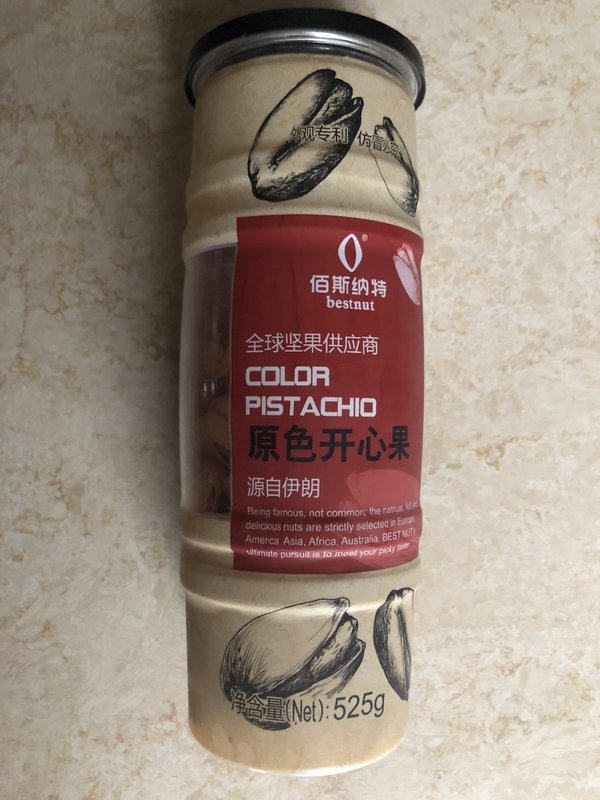 外观专利 仿冒必究
®
佰斯纳特
bestnut
全球坚果供应商
COLOR
PISTACHIO
原色开心果
源自伊朗
Being famous, not common; the natrual, full and
delicious nuts are strictly selected in Europe,
America, Asia, Africa, Australia. BEST NUT's
ultimate pursuit is to meet your picky taste
净含量(Net): 525g